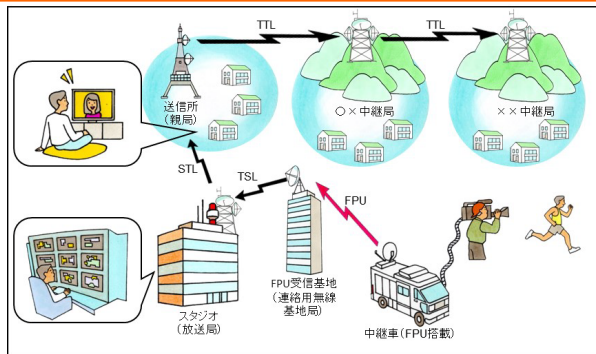 TTL
TTL
送信所
(親局)
○×中継局
××中継局
STL
TSL
FPU
スタジオ
(放送局)
FPU受信基地
(連絡用無線
基地局)
中継車(FPU搭載)